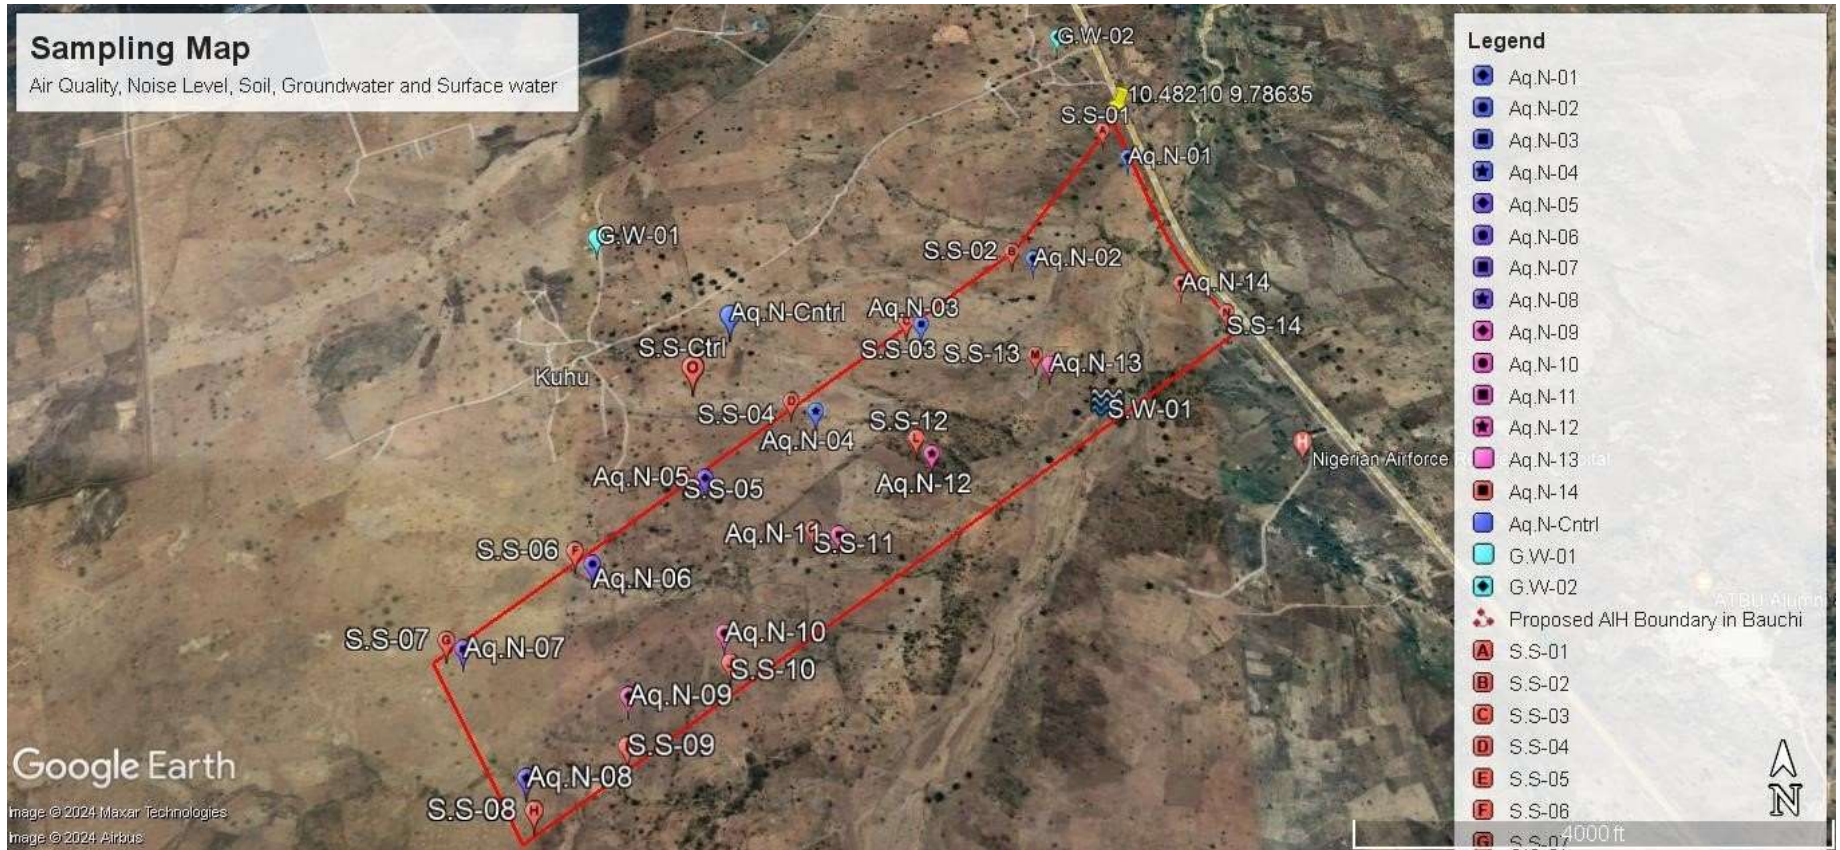 Sampling Map
Air Quality, Noise Level, Soil, Groundwater and Surface water
G.W-02
10.48210 9.78635
S.S-01
Aq.N-01
G.W-01
S.S-02
Aq.N-02
Aq.N-14
Aq.N-Cntrl
Aq.N-03
S.S-14
S.S-Ctrl
S.S-03
S.S-13
Aq.N-13
Kuhu
S.S-04
Aq.N-04
S.S-12
S.W-01
Nigerian Airforce
Aq.N-05
S.S-05
Aq.N-12
Aq.N-11
S.S-11
S.S-06
Aq.N-06
ATBU Alumn
S.S-07
Aq.N-07
Aq.N-10
S.S-10
Aq.N-09
S.S-09
Aq.N-08
S.S-08
Google Earth
Image © 2024 Maxar Technologies
Image © 2024 Airbus
Legend
Aq.N-01
Aq.N-02
Aq.N-03
Aq.N-04
Aq.N-05
Aq.N-06
Aq.N-07
Aq.N-08
Aq.N-09
Aq.N-10
Aq.N-11
Aq.N-12
Aq.N-13
Aq.N-14
Aq.N-Cntrl
G.W-01
G.W-02
Proposed AIH Boundary in Bauchi
A S.S-01
B S.S-02
C S.S-03
D S.S-04
E S.S-05
F S.S-06
G S.S-07
N
4000 ft